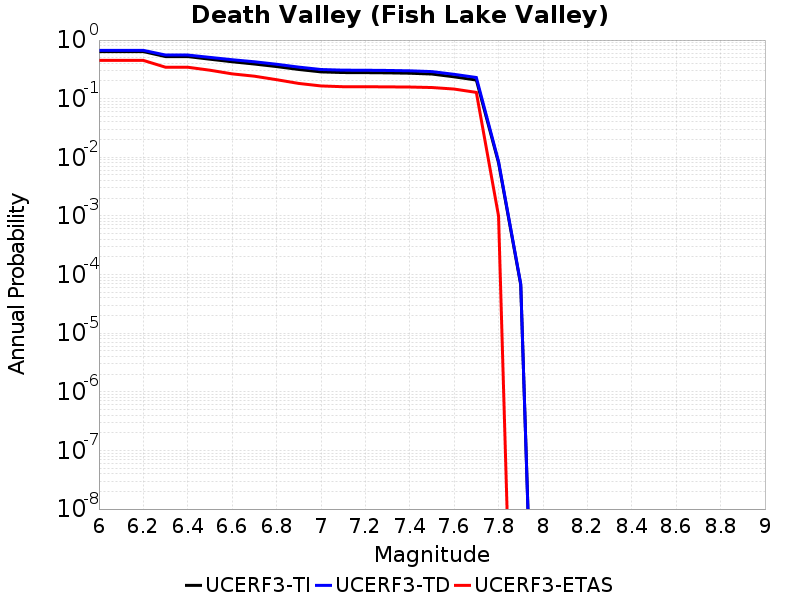 Death Valley (Fish Lake Valley)
Annual Probability
10^0
10^-1
10^-2
10^-3
10^-4
10^-5
10^-6
10^-7
10^-8
6 6.2 6.4 6.6 6.8 7 7.2 7.4 7.6 7.8 8 8.2 8.4 8.6 8.8 9
Magnitude
UCERF3-TI UCERF3-TD UCERF3-ETAS